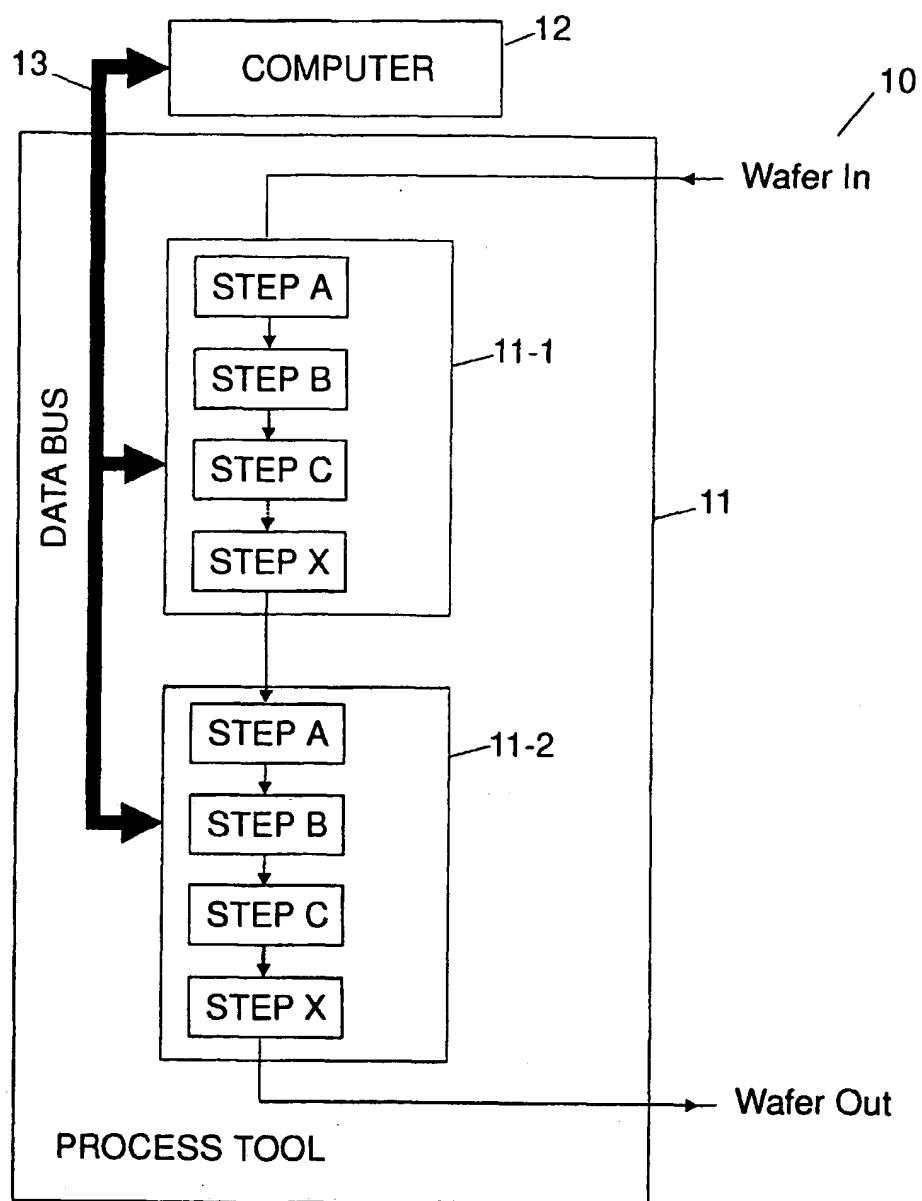 12
13
COMPUTER
10
Wafer In
STEP A
11-1
STEP B
DATA BUS
STEP C
11
STEP X
STEP A
11-2
STEP B
STEP C
STEP X
Wafer Out
PROCESS TOOL